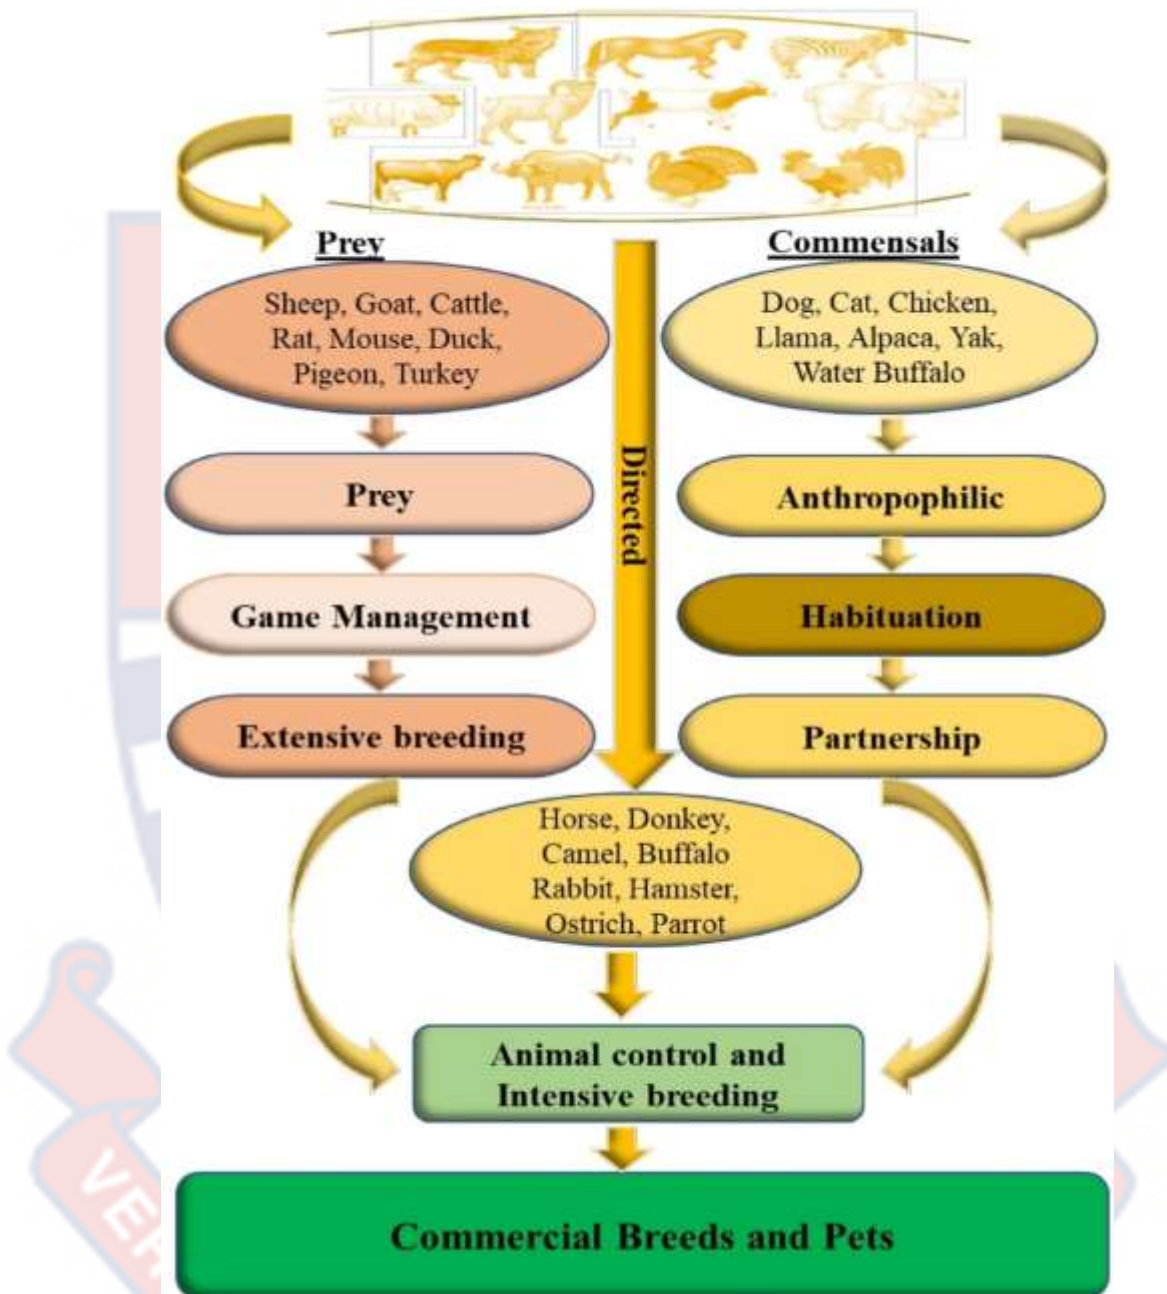 Prey
Sheep, Goat, Cattle,
Rat, Mouse, Duck,
Pigeon, Turkey
Prey
Game Management
Extensive breeding
Directed
Commensals
Dog, Cat, Chicken,
Llama, Alpaca, Yak,
Water Buffalo
Anthropophilic
Habituation
Partnership
Horse, Donkey,
Camel, Buffalo
Rabbit, Hamster,
Ostrich, Parrot
Animal control and
Intensive breeding
Commercial Breeds and Pets